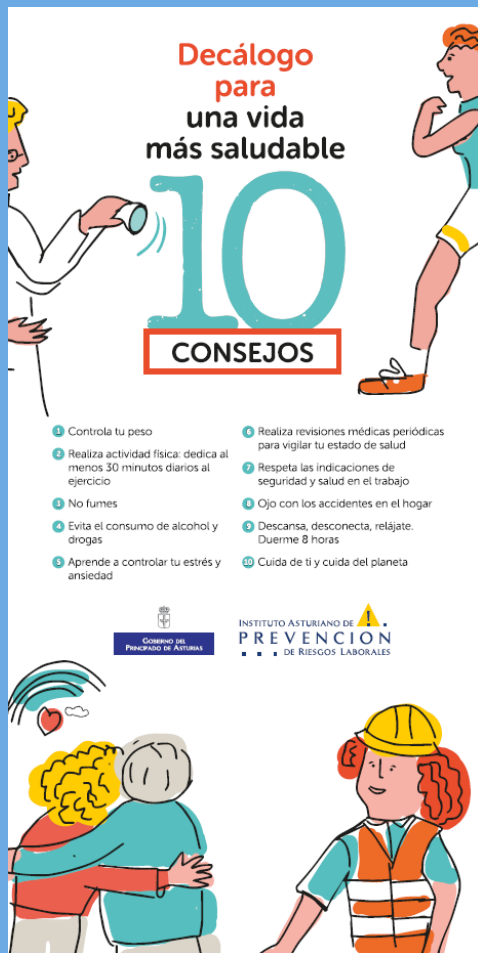 Decálogo
para
una vida
más saludable
10
CONSEJOS
1 Controla tu peso
2 Realiza actividad física: dedica al
menos 30 minutos diarios al
ejercicio
3 No fumes
4 Evita el consumo de alcohol y
drogas
5 Aprende a controlar tu estrés y
ansiedad
6 Realiza revisiones médicas periódicas
para vigilar tu estado de salud
7 Respeta las indicaciones de
seguridad y salud en el trabajo
8 Ojo con los accidentes en el hogar
9 Descansa, desconecta, relájate.
Duerme 8 horas
10 Cuida de ti y cuida del planeta
GOBIERNO DEL
PRINCIPADO DE ASTURIAS
INSTITUTO ASTURIANO DE
PREVENCION
DE RIESGOS LABORALES